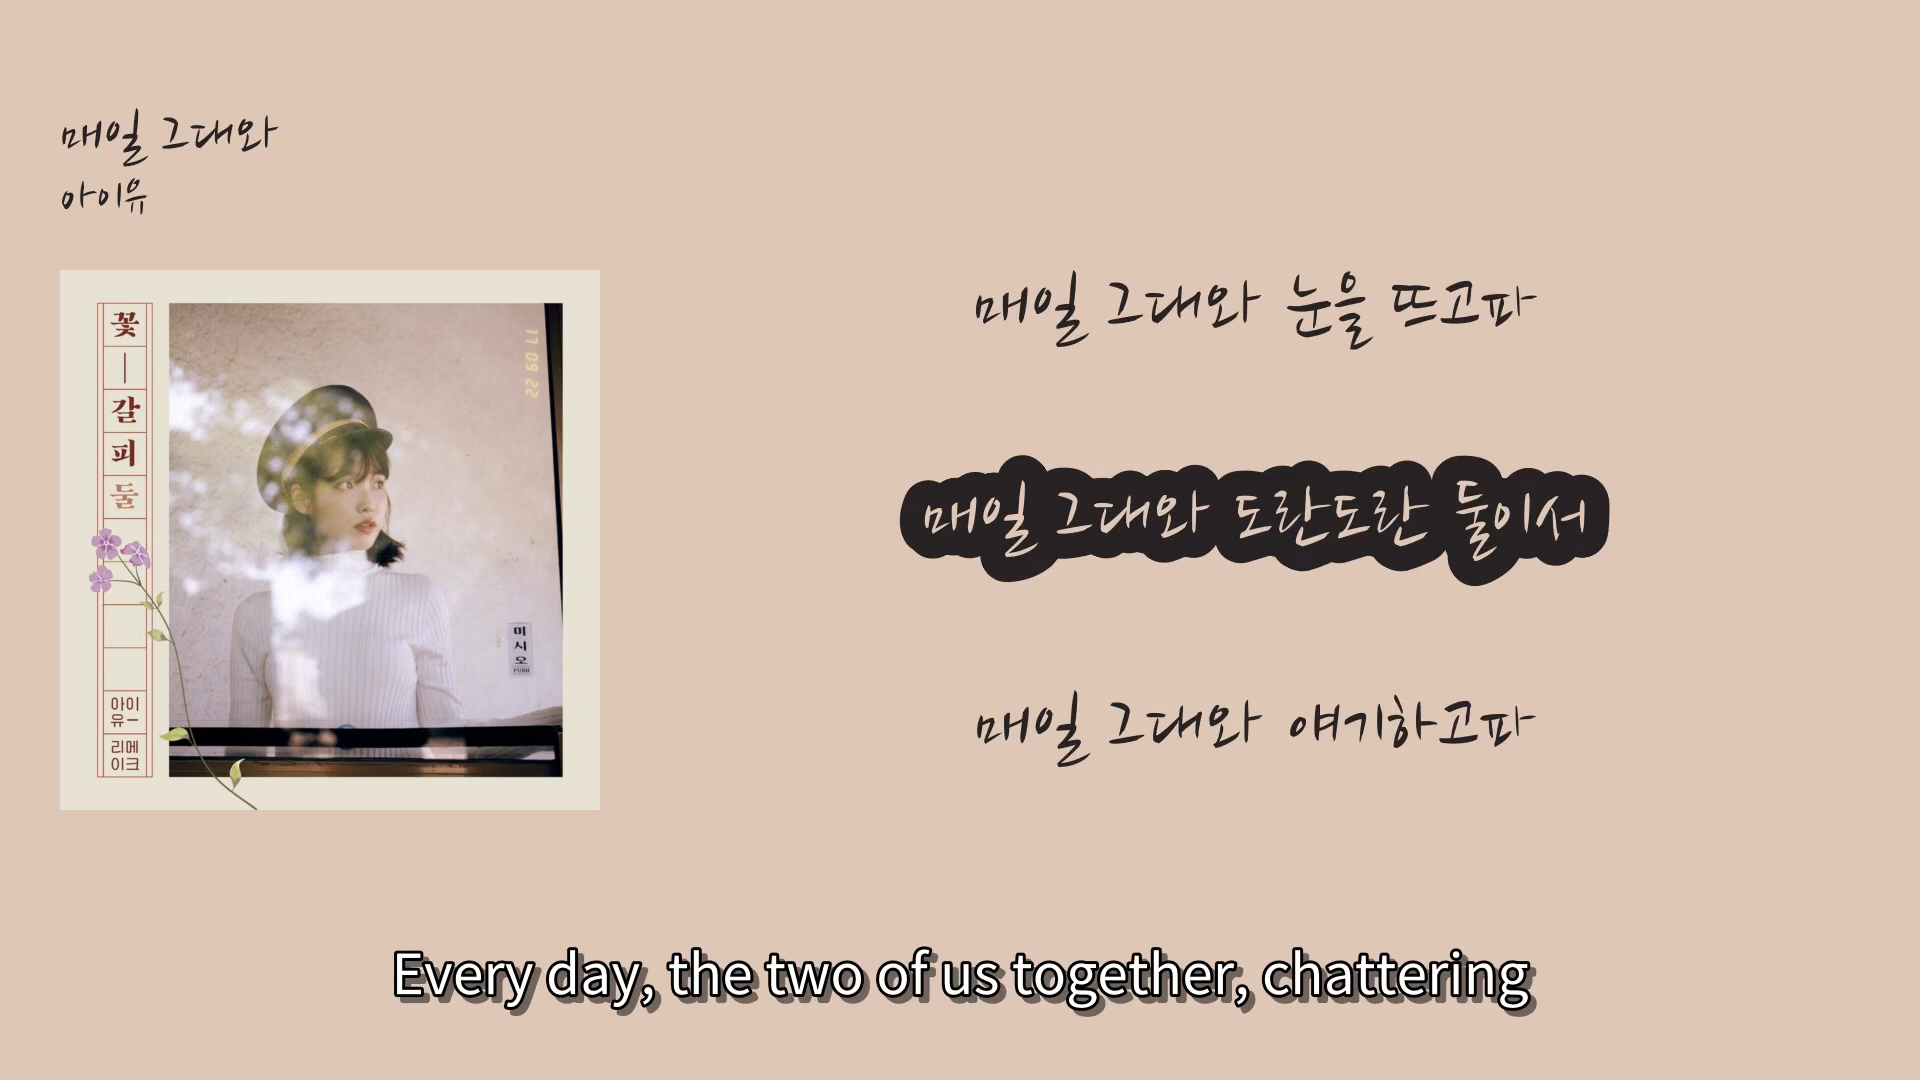 매일 그대와
아이유
꽃
갈
피
둘
아이
유
리메
이크
17 09 22
미
시
오
PUSH
매일 그대와 눈을 뜨고파
매일 그대와 도란도란 둘이서
매일 그대와 얘기하고파
Every day, the two of us together, chattering